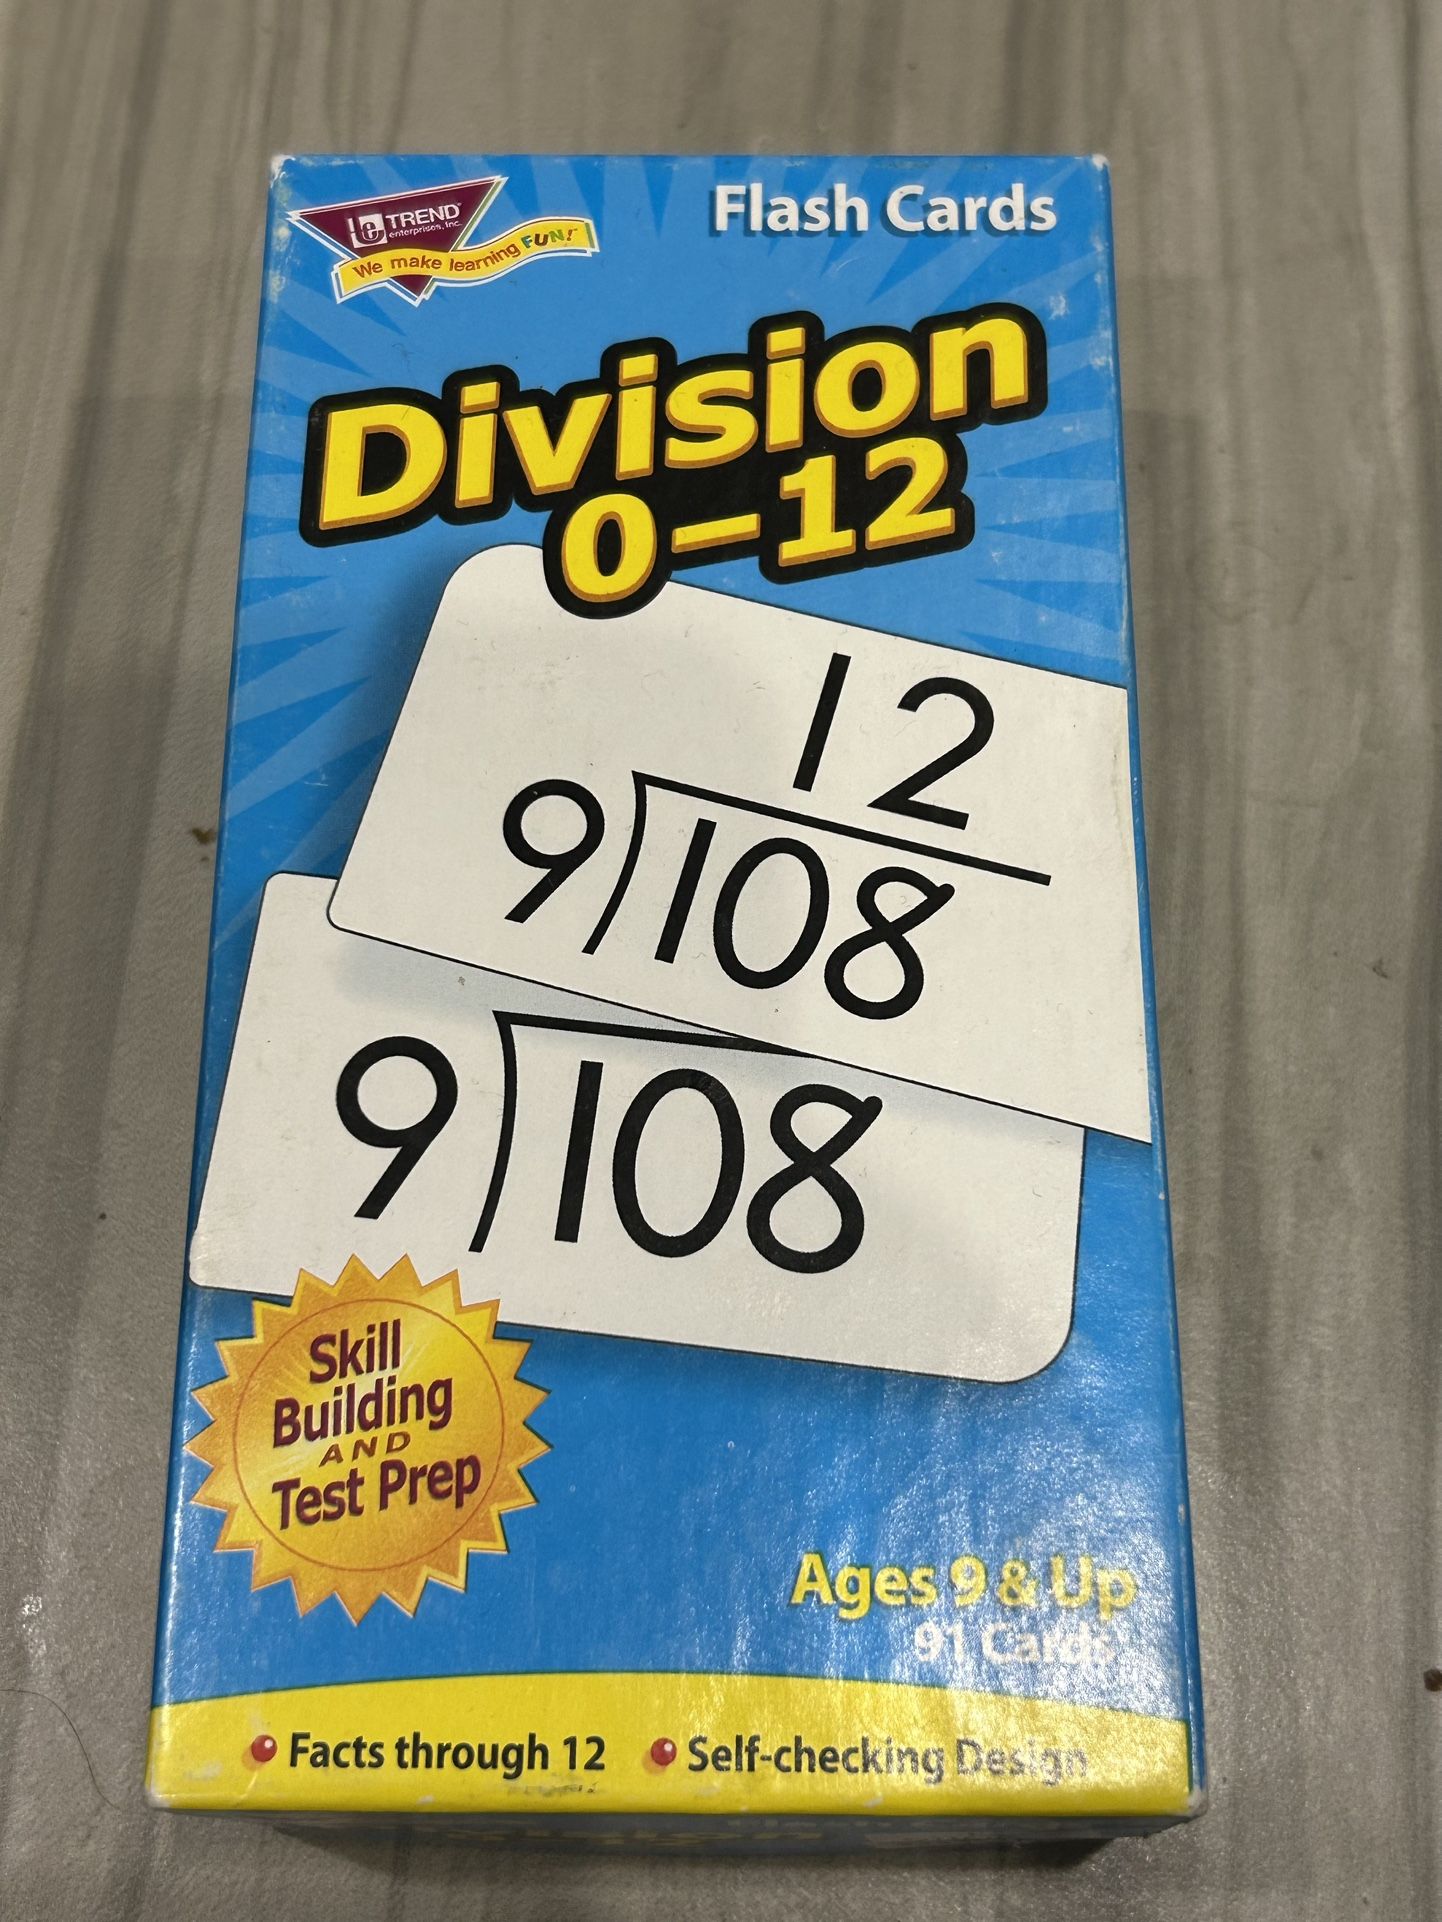 TREND
enterprises, Inc.
We make learning FUN!
Flash Cards
Division
0–12
12
9)108
9)108
Skill
Building
AND
Test Prep
Ages 9 & Up
91 Cards
Facts through 12
Self-checking Design